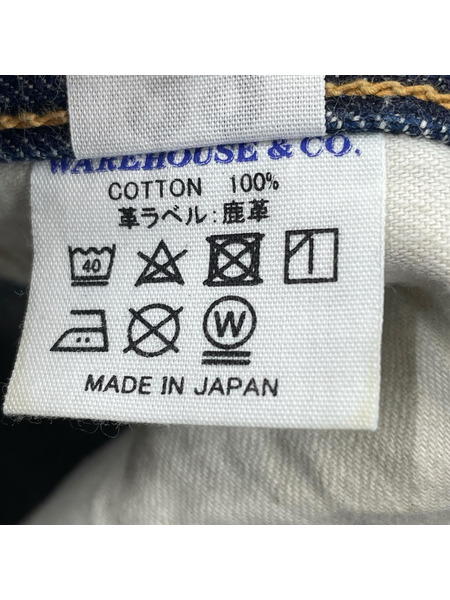 WAREHOUSE & CO.
COTTON 100%
革ラベル:鹿革
40
W
MADE IN JAPAN